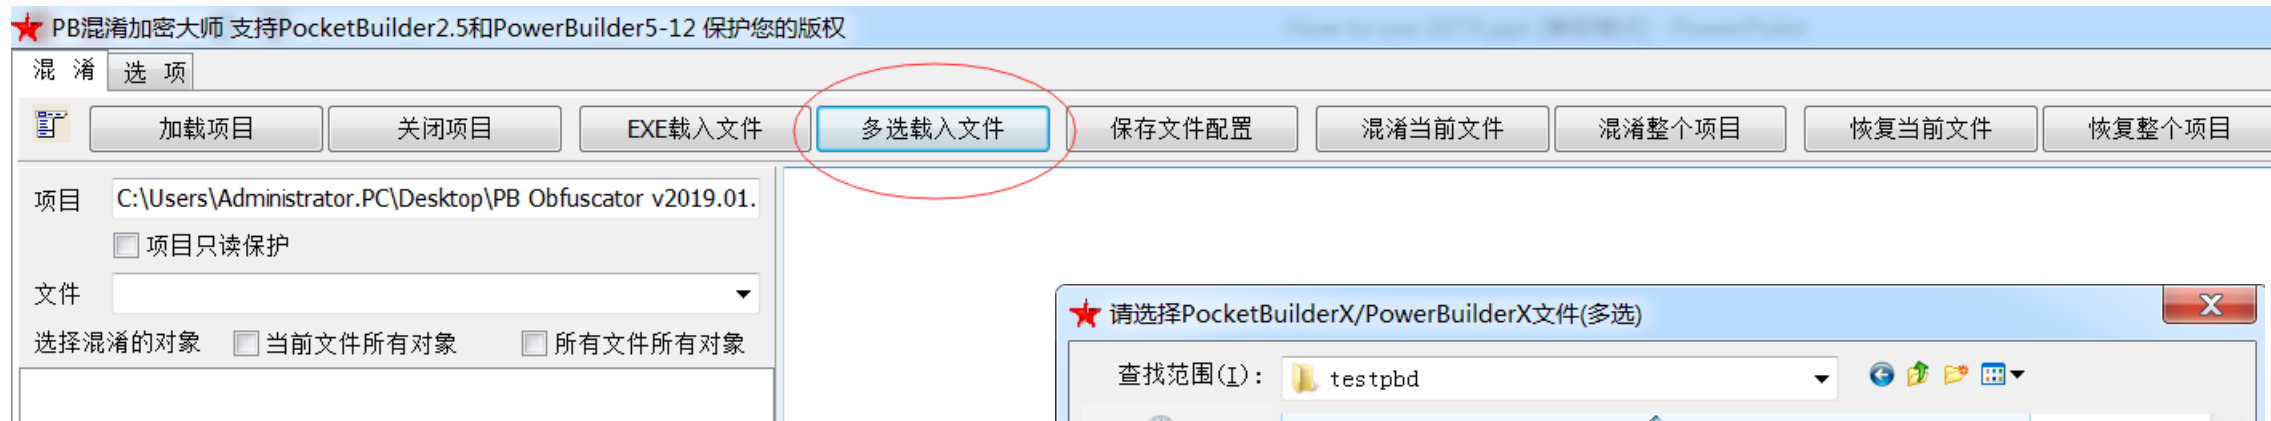 PB混淆加密大师 支持PocketBuilder2.5和PowerBuilder5-12 保护您的版权
混 淆 选 项
加载项目 关闭项目 EXE载入文件 多选载入文件 保存文件配置 混淆当前文件 混淆整个项目 恢复当前文件 恢复整个项目
项目 C:\Users\Administrator.PC\Desktop\PB Obfuscator v2019.01.
项目只读保护
文件
请选择PocketBuilderX/PowerBuilderX文件(多选)
选择混淆的对象 当前文件所有对象 所有文件所有对象
查找范围(I): testpbd